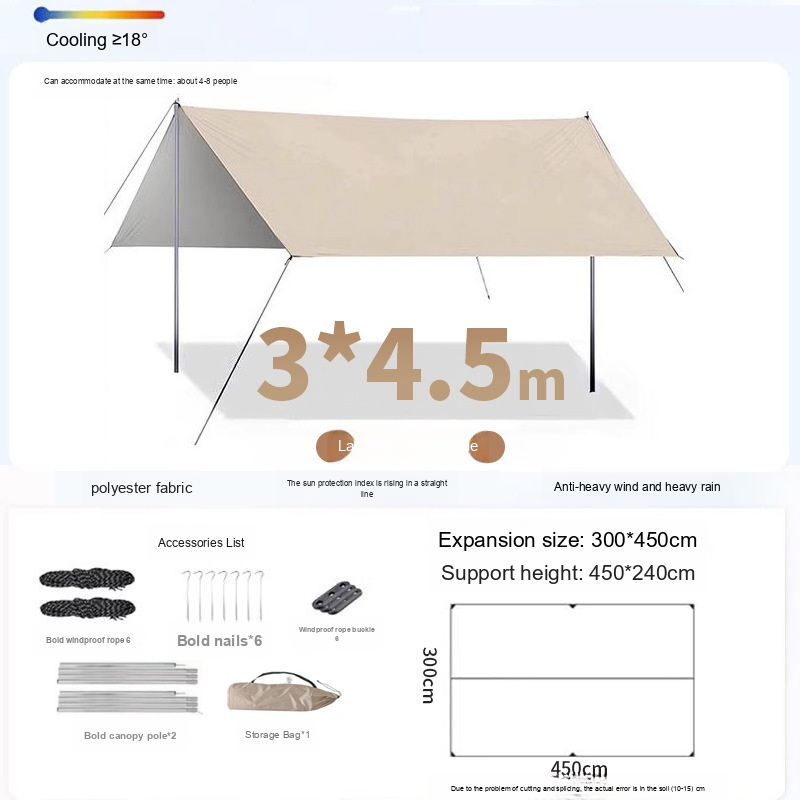 Cooling ≥18°
Can accommodate at the same time: about 4-8 people
3*4.5m
La
e
polyester fabric
The sun protection index is rising in a straight
line
Anti-heavy wind and heavy rain
Accessories List
Expansion size: 300*450cm
Support height: 450*240cm
Bold windproof rope 6
Bold nails*6
Windproof rope buckle
6
300cm
Bold canopy pole*2
Storage Bag*1
450cm
Due to the problem of cutting and splicing, the actual error is in the soil (10-15) cm